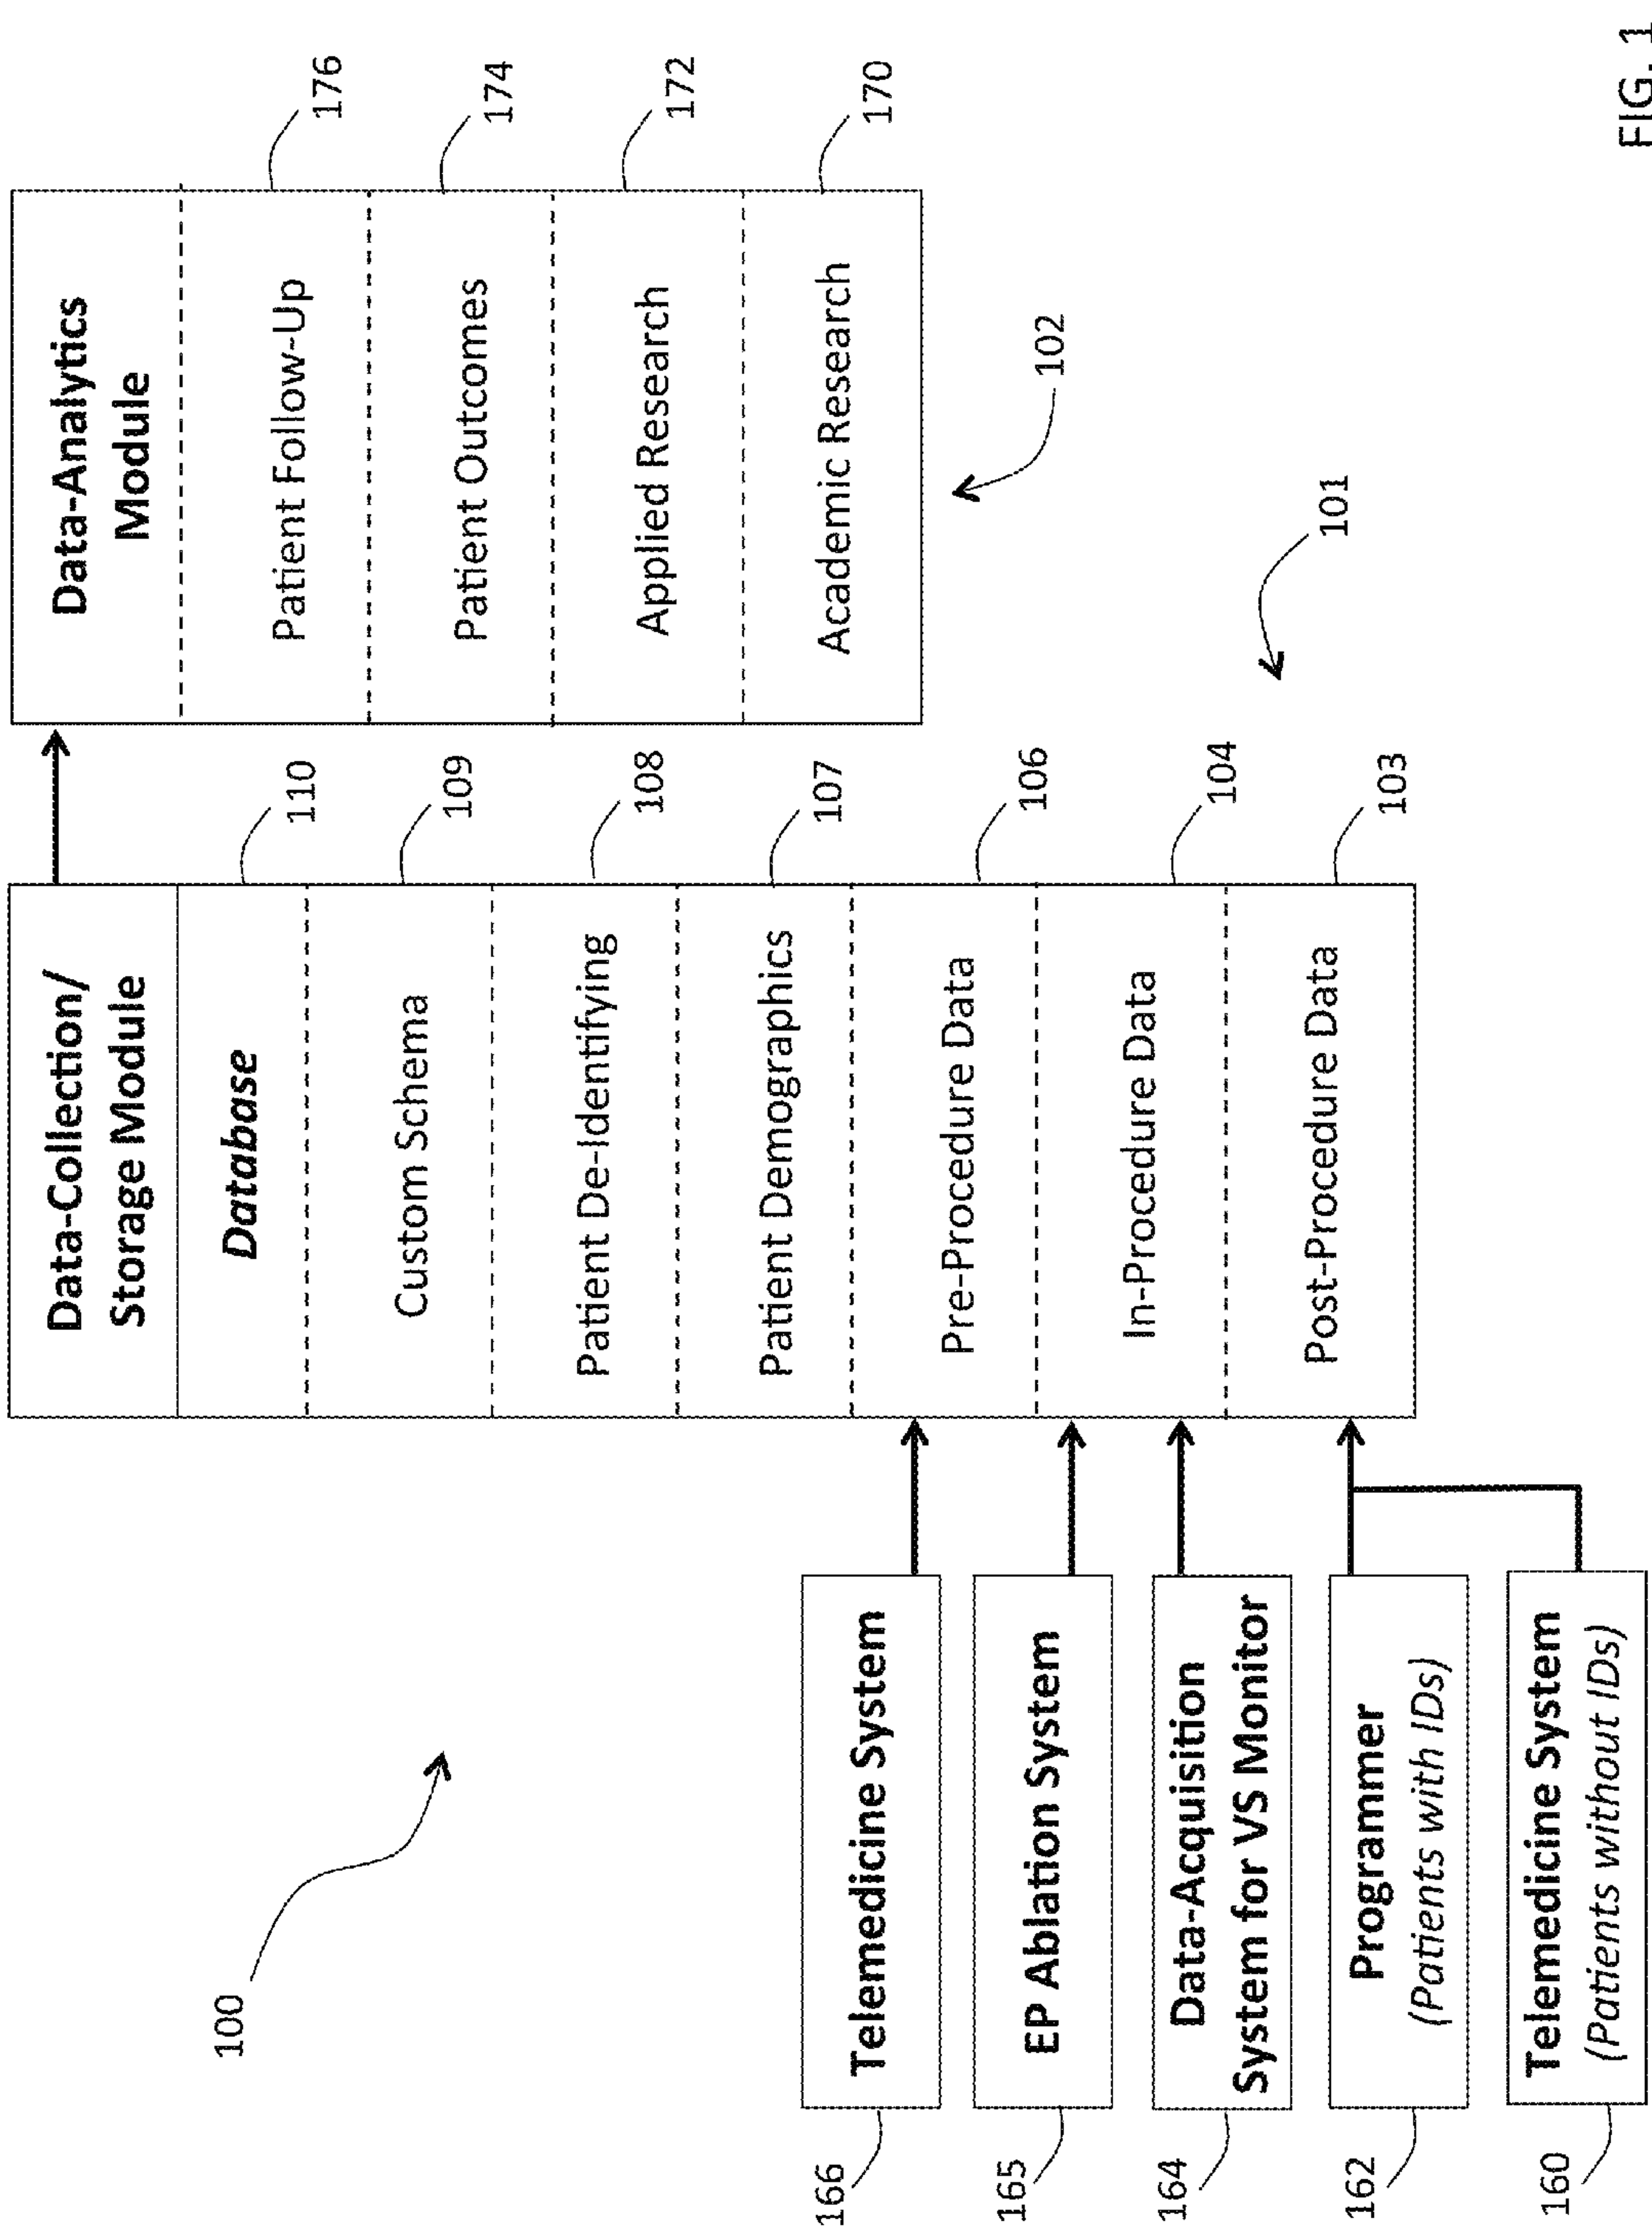 100
166
Telemedicine System
165
EP Ablation System
164
Data-Acquisition
System for VS Monitor
162
Programmer
(Patients with IDs)
160
Telemedicine System
(Patients without IDs)
Data-Collection/
Storage Module
Database
110
Custom Schema
109
Patient De-Identifying
108
Patient Demographics
107
Pre-Procedure Data
106
In-Procedure Data
104
Post-Procedure Data
103
101
Data-Analytics
Module
Patient Follow-Up
176
Patient Outcomes
174
Applied Research
172
Academic Research
170
102
FIG. 1